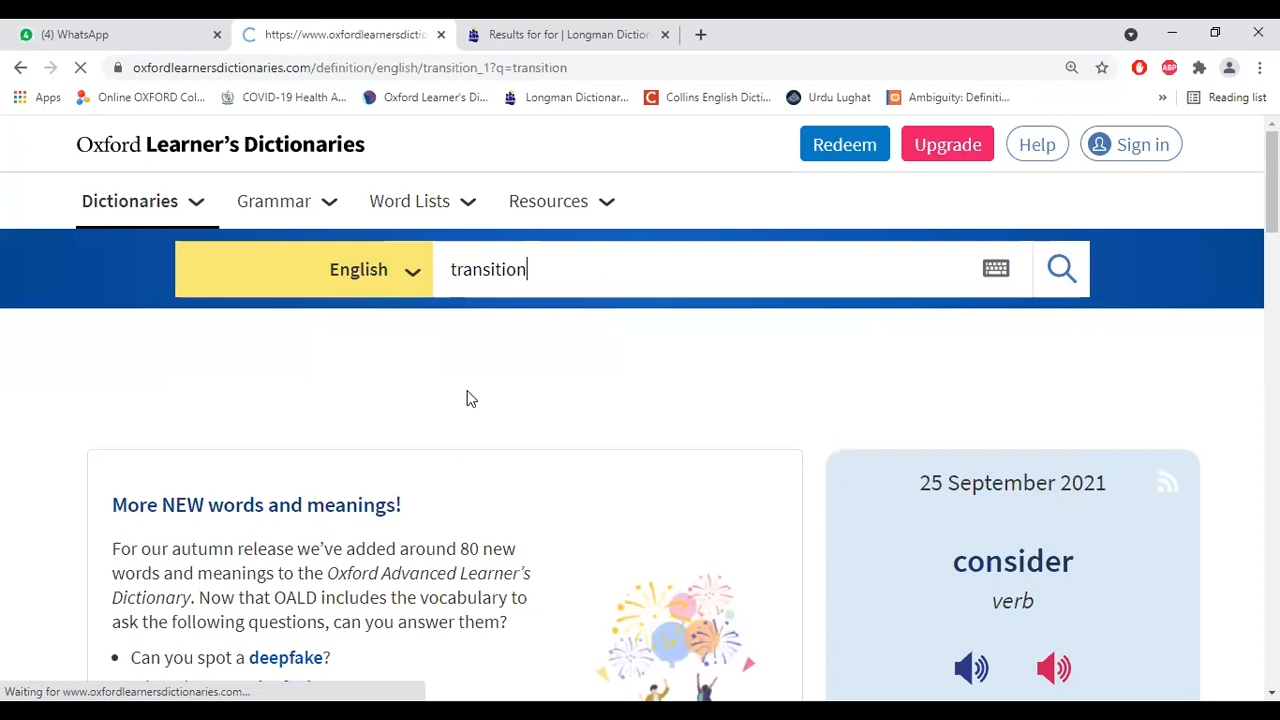 (4) WhatsApp
https://www.oxfordlearnersdictio
Results for for | Longman Diction
oxfordlearnersdictionaries.com/definition/english/transition_1?q=transition
Apps
Online OXFORD Col...
COVID-19 Health A...
Oxford Learner's Di...
Longman Dictionar...
Collins English Dicti...
Urdu Lughat
Ambiguity: Definiti...
»
Reading list
Oxford Learner's Dictionaries
Redeem
Upgrade
Help
Sign in
Dictionaries
Grammar
Word Lists
Resources
English
transition
More NEW words and meanings!
For our autumn release we've added around 80 new
words and meanings to the Oxford Advanced Learner's
Dictionary. Now that OALD includes the vocabulary to
ask the following questions, can you answer them?
• Can you spot a deepfake?
25 September 2021
consider
verb
Waiting for www.oxfordlearnersdictionaries.com...